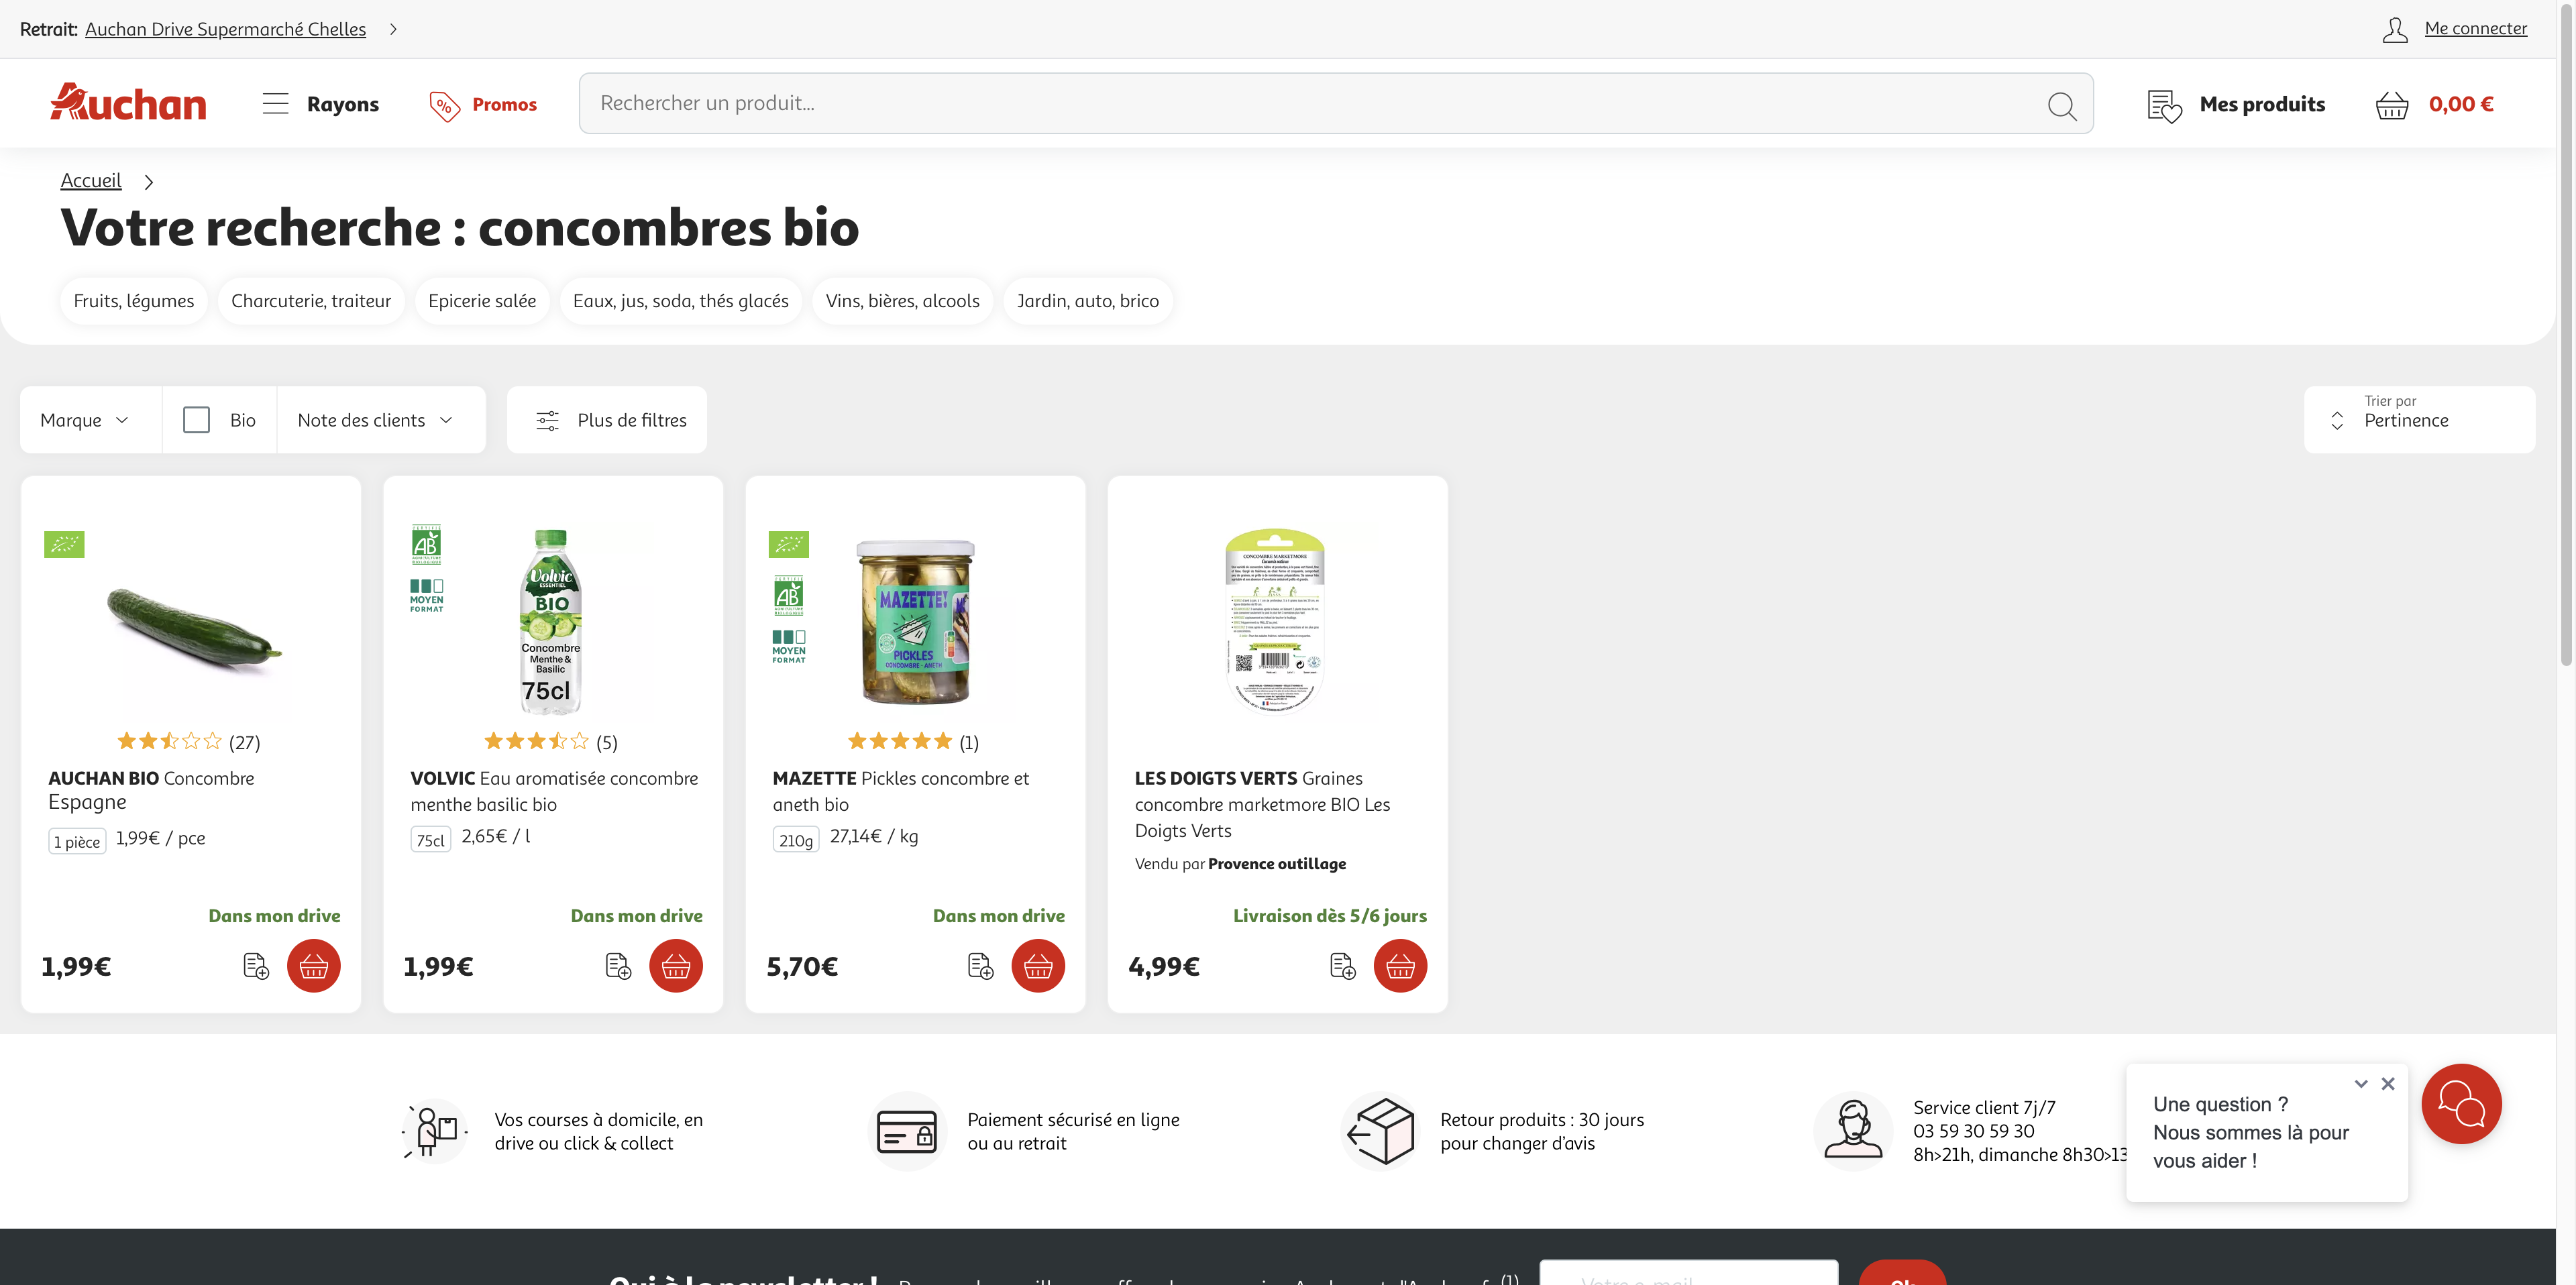 Retrait: Auchan Drive Supermarché Chelles
Me connecter
Auchan
Rayons
Promos
Rechercher un produit...
Mes produits
0,00 €
Accueil
Votre recherche : concombres bio
Fruits, légumes
Charcuterie, traiteur
Epicerie salée
Eaux, jus, soda, thés glacés
Vins, bières, alcools
Jardin, auto, brico
Marque
Bio
Note des clients
Plus de filtres
Trier par
Pertinence
(27)
AUCHAN BIO Concombre
Espagne
1 pièce 1,99€ / pce
Dans mon drive
1,99€
AB
MOYEN
FORMAT
Volvic
ESSENTIEL
BIO
Concombre
Menthe &
Basilic
75cl
(5)
VOLVIC Eau aromatisée concombre
menthe basilic bio
75cl 2,65€ / l
Dans mon drive
1,99€
AB
MOYEN
FORMAT
MAZETTE!
PICKLES
CONCOMBRE - ANETH
(1)
MAZETTE Pickles concombre et
aneth bio
210g 27,14€ / kg
Dans mon drive
5,70€
CONCOMBRE MARKETMORE
LES DOIGTS VERTS Graines
concombre marketmore BIO Les
Doigts Verts
Vendu par Provence outillage
Livraison dès 5/6 jours
4,99€
Vos courses à domicile, en
drive ou click & collect
Paiement sécurisé en ligne
ou au retrait
Retour produits : 30 jours
pour changer d'avis
Service client 7j/7
03 59 30 59 30
8h>21h, dimanche 8h30>13
Une question ?
Nous sommes là pour
vous aider !